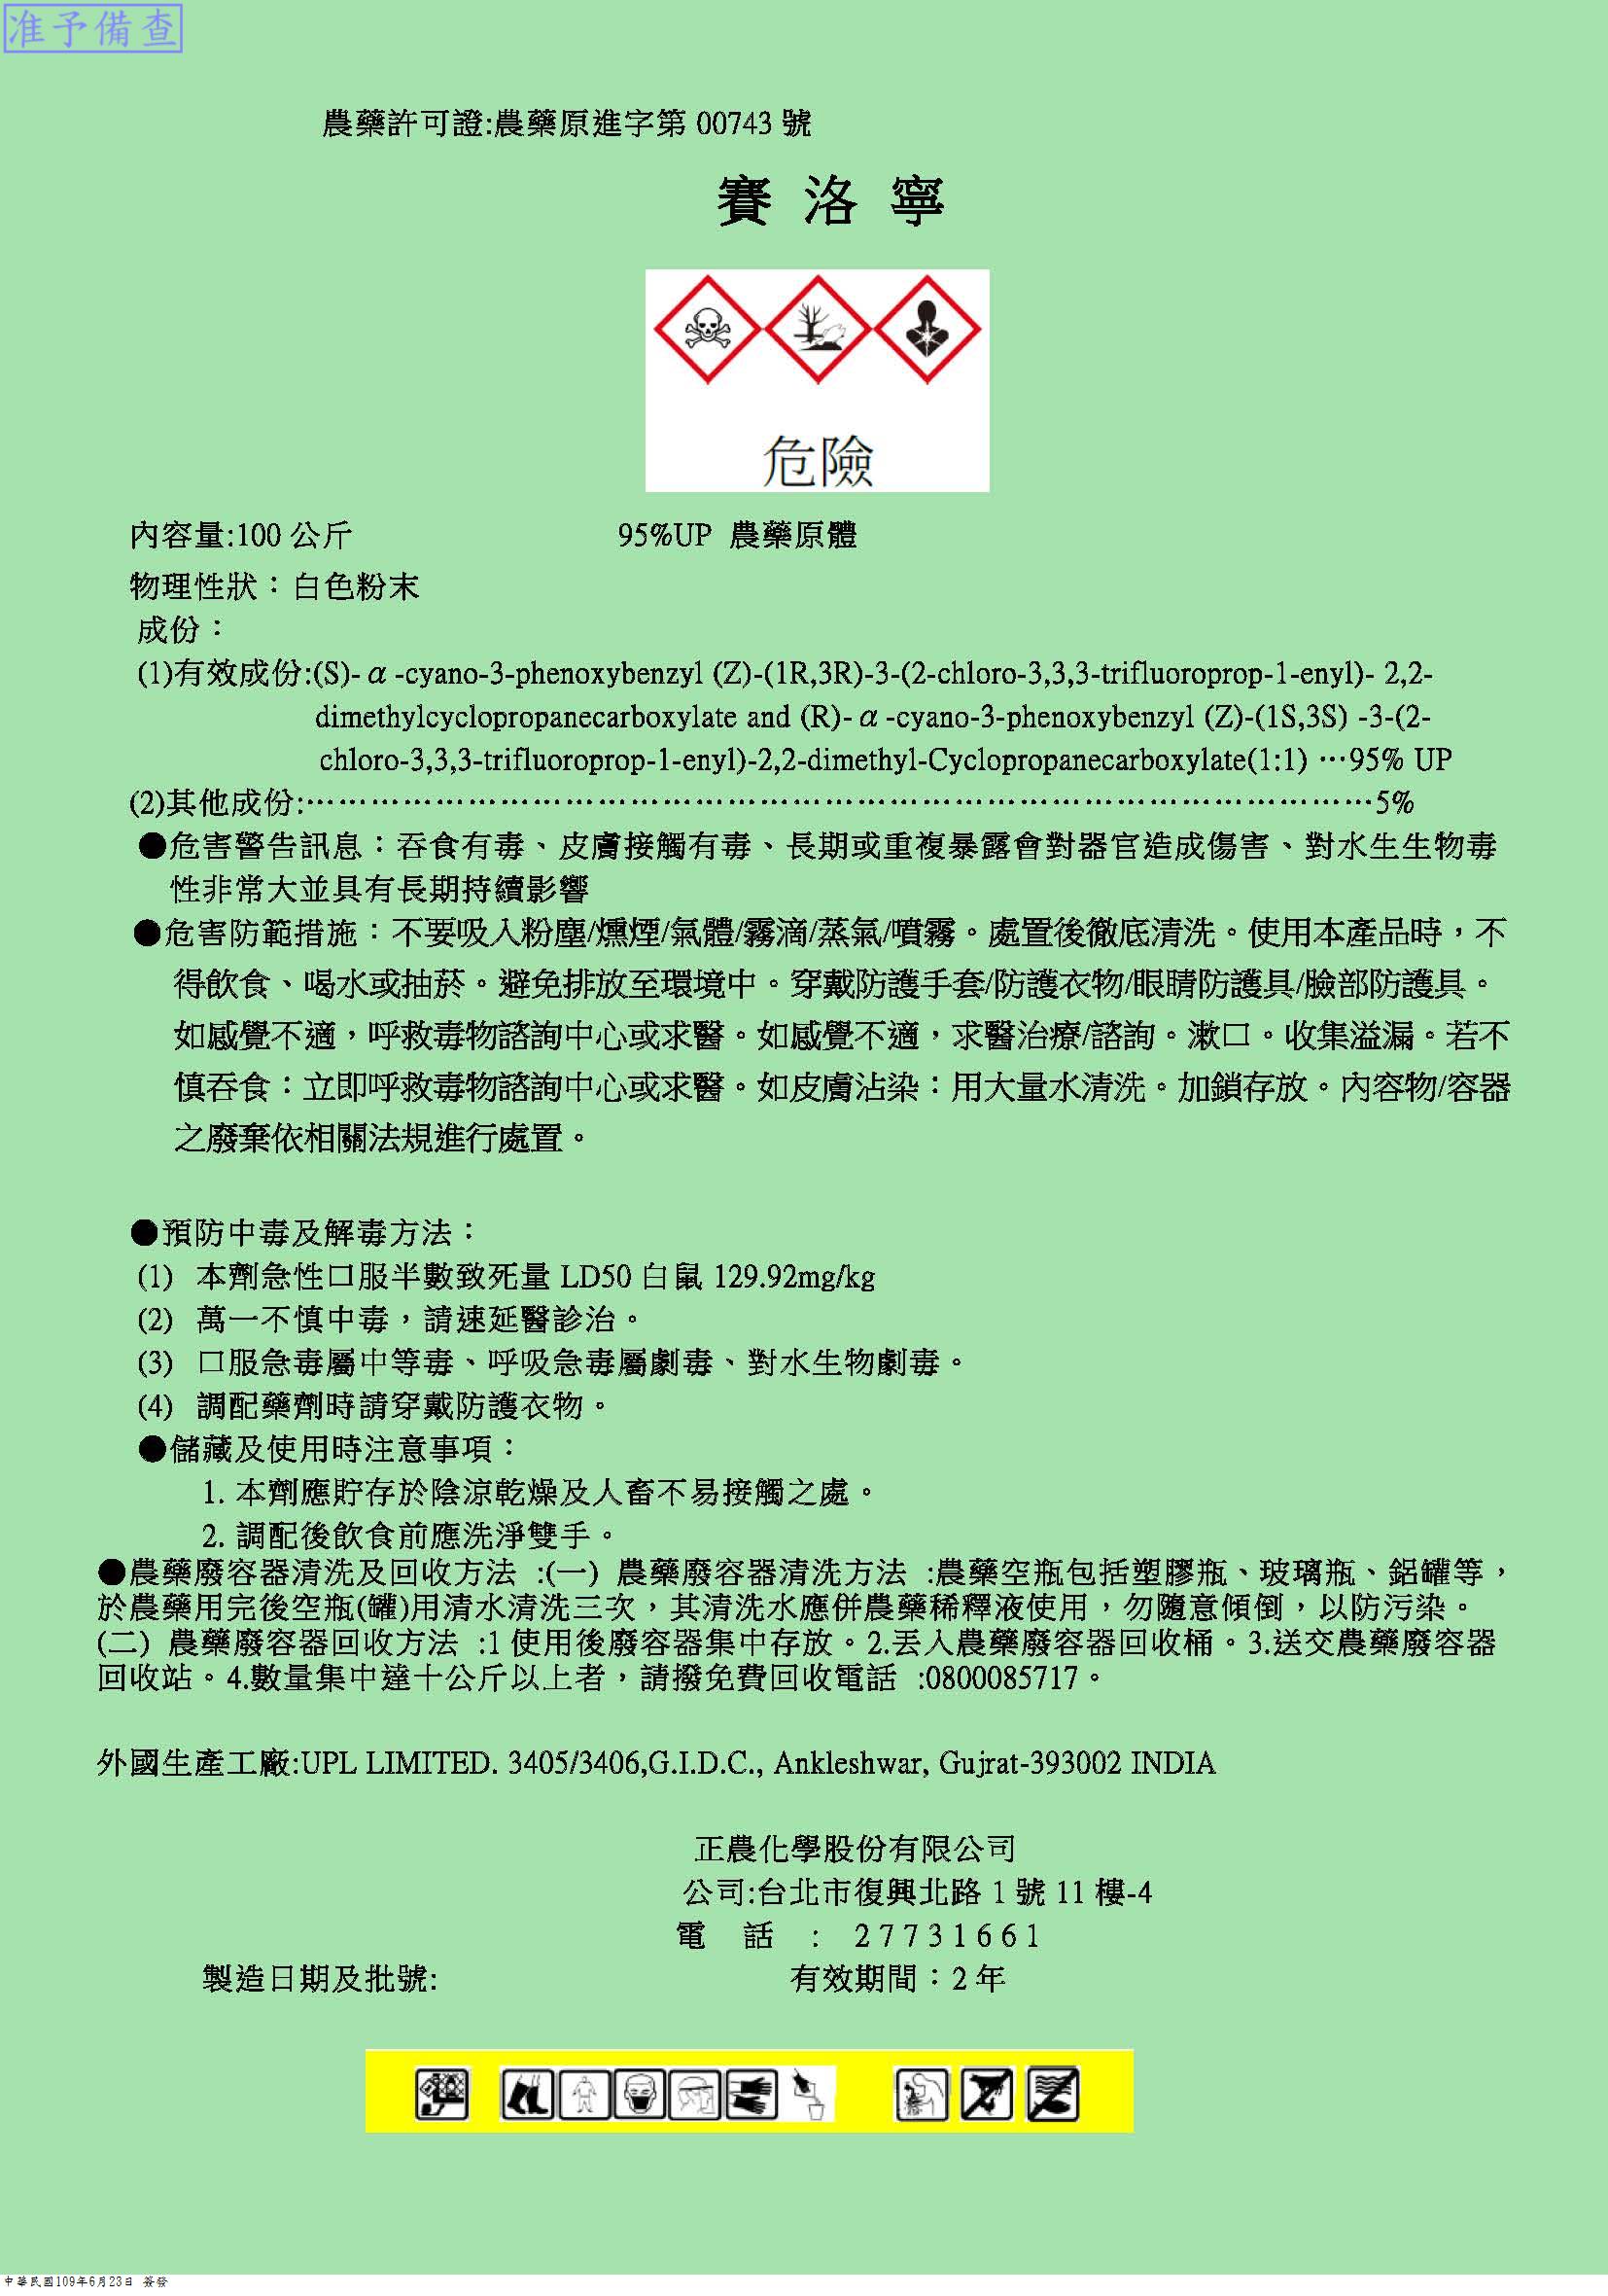 准予備查
農藥許可證:農藥原進字第 00743 號
賽 洛 寧
危險
內容量:100 公斤 95%UP 農藥原體
物理性狀：白色粉末
成份：
(1)有效成份:(S)-α-cyano-3-phenoxybenzyl (Z)-(1R,3R)-3-(2-chloro-3,3,3-trifluoroprop-1-enyl)- 2,2-
dimethylcyclopropanecarboxylate and (R)-α-cyano-3-phenoxybenzyl (Z)-(1S,3S) -3-(2-
chloro-3,3,3-trifluoroprop-1-enyl)-2,2-dimethyl-Cyclopropanecarboxylate(1:1) …95% UP
(2)其他成份:……………………………………………………………………………………5%
●危害警告訊息：吞食有毒、皮膚接觸有毒、長期或重複暴露會對器官造成傷害、對水生生物毒
性非常大並具有長期持續影響
●危害防範措施：不要吸入粉塵/燻煙/氣體/霧滴/蒸氣/噴霧。處置後徹底清洗。使用本產品時，不
得飲食、喝水或抽菸。避免排放至環境中。穿戴防護手套/防護衣物/眼睛防護具/臉部防護具。
如感覺不適，呼救毒物諮詢中心或求醫。如感覺不適，求醫治療/諮詢。漱口。收集溢漏。若不
慎吞食：立即呼救毒物諮詢中心或求醫。如皮膚沾染：用大量水清洗。加鎖存放。內容物/容器
之廢棄依相關法規進行處置。
●預防中毒及解毒方法：
(1) 本劑急性口服半數致死量 LD50 白鼠 129.92mg/kg
(2) 萬一不慎中毒，請速延醫診治。
(3) 口服急毒屬中等毒、呼吸急毒屬劇毒、對水生物劇毒。
(4) 調配藥劑時請穿戴防護衣物。
●儲藏及使用時注意事項：
1. 本劑應貯存於陰涼乾燥及人畜不易接觸之處。
2. 調配後飲食前應洗淨雙手。
●農藥廢容器清洗及回收方法 :(一) 農藥廢容器清洗方法 :農藥空瓶包括塑膠瓶、玻璃瓶、鋁罐等，
於農藥用完後空瓶(罐)用清水清洗三次，其清洗水應併農藥稀釋液使用，勿隨意傾倒，以防污染。
(二) 農藥廢容器回收方法 :1 使用後廢容器集中存放。2.丟入農藥廢容器回收桶。3.送交農藥廢容器
回收站。4.數量集中達十公斤以上者，請撥免費回收電話 :0800085717。
外國生產工廠:UPL LIMITED. 3405/3406,G.I.D.C., Ankleshwar, Gujrat-393002 INDIA
正農化學股份有限公司
公司:台北市復興北路 1 號 11 樓-4
電 話 : 27731661
製造日期及批號: 有效期間：2 年
中華民國109年6月23日 簽發